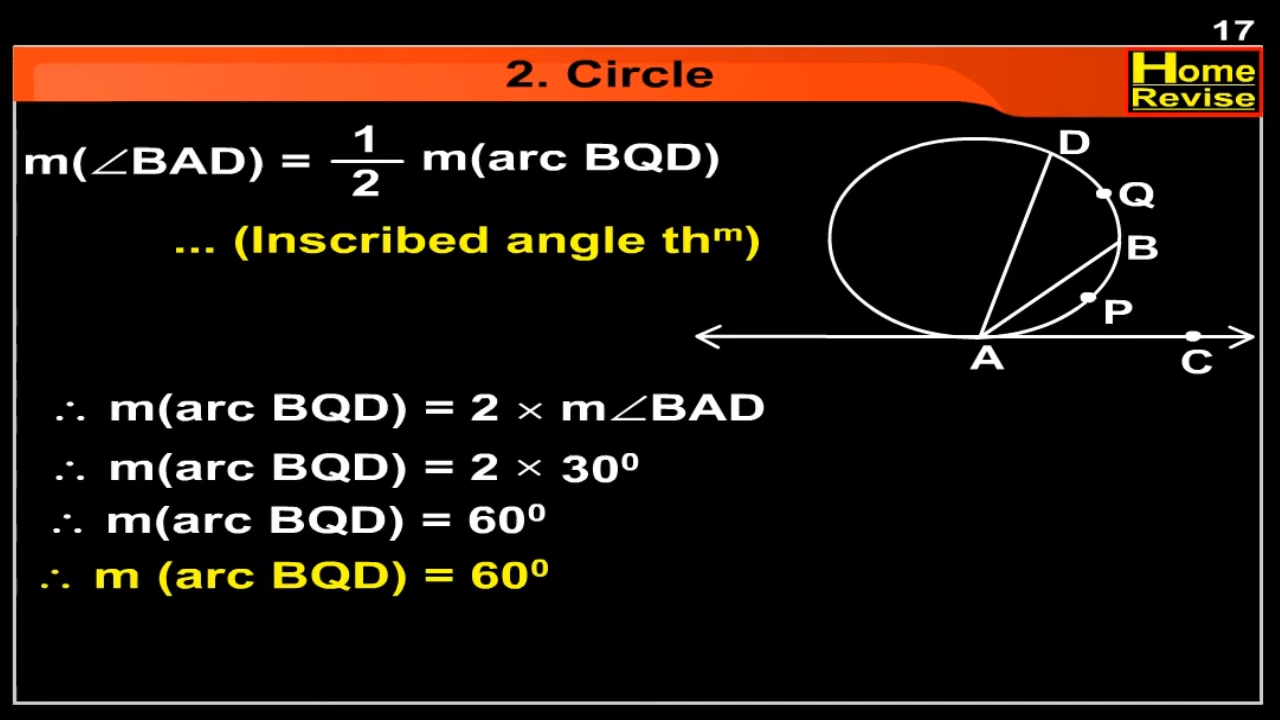 17
2. Circle
Home
Revise
m(∠BAD) = 1/2 m(arc BQD)
... (Inscribed angle thᵐ)
D
Q
B
P
A
C
∴ m(arc BQD) = 2 × m∠BAD
∴ m(arc BQD) = 2 × 30⁰
∴ m(arc BQD) = 60⁰
∴ m (arc BQD) = 60⁰